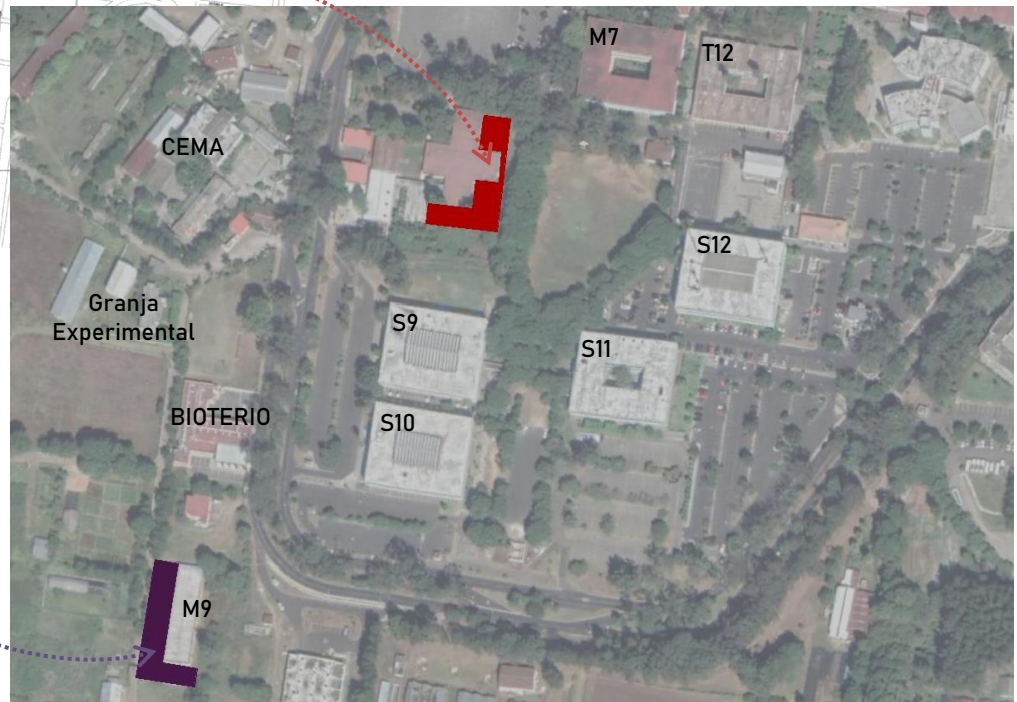 M7
T12
CEMA
S12
Granja
Experimental
S9
S11
BIOTERIO
S10
M9